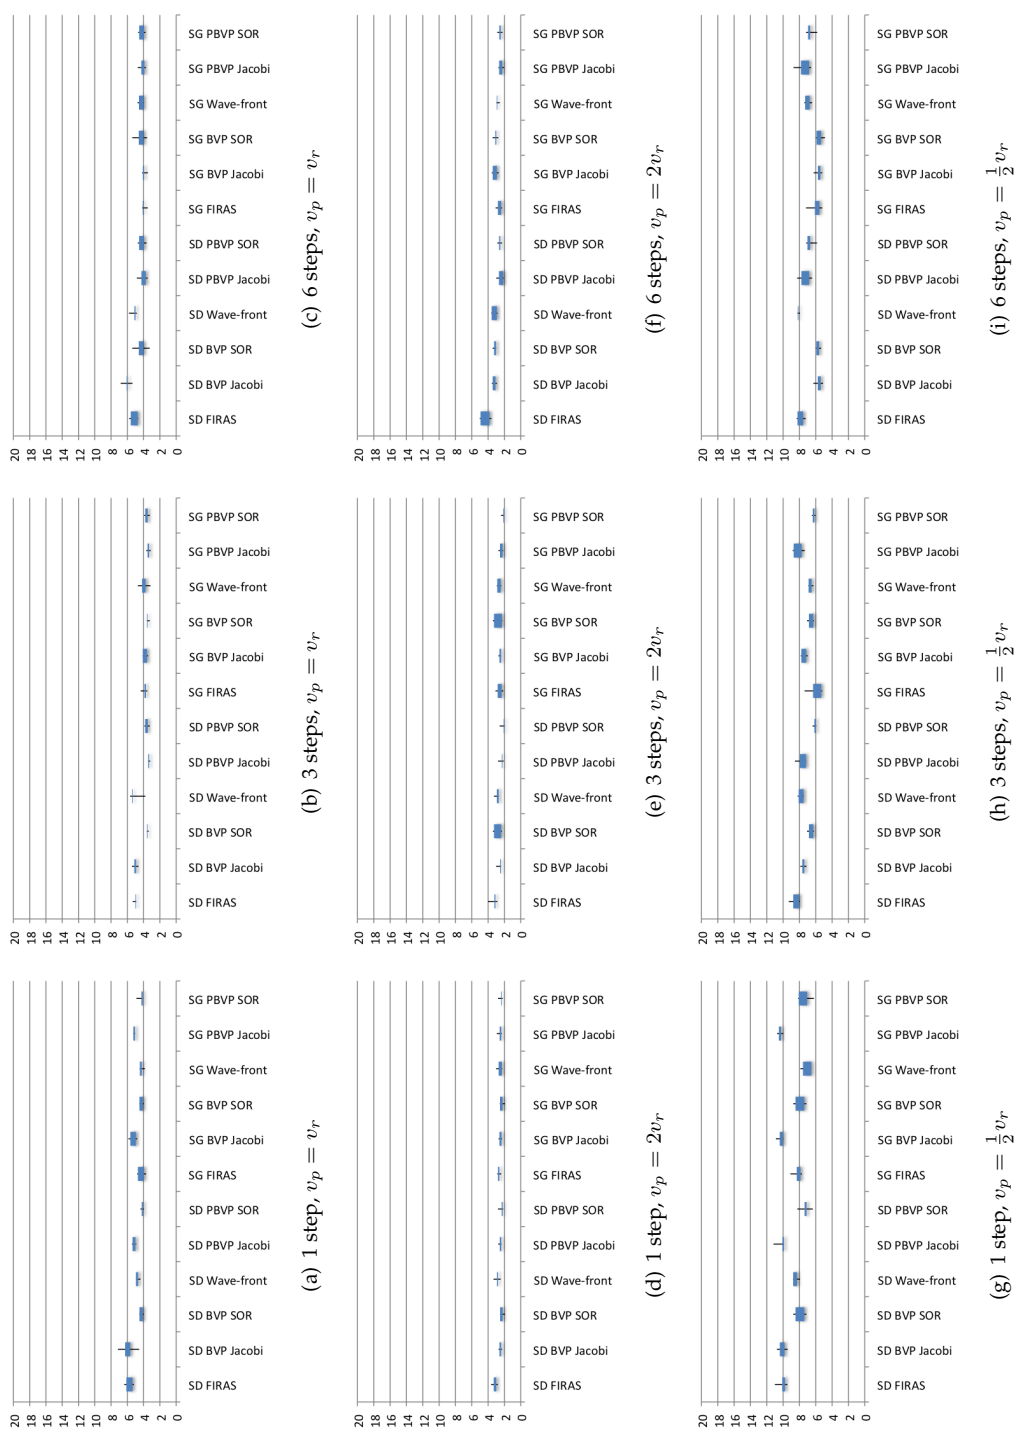 20
18
16
14
12
10
8
6
4
2
0
SD FIRAS
SD BVP Jacobi
SD BVP SOR
SD Wave-front
SD PBVP Jacobi
SD PBVP SOR
SG FIRAS
SG BVP Jacobi
SG BVP SOR
SG Wave-front
SG PBVP Jacobi
SG PBVP SOR
(a) 1 step, v_p = v_r
20
18
16
14
12
10
8
6
4
2
0
SD FIRAS
SD BVP Jacobi
SD BVP SOR
SD Wave-front
SD PBVP Jacobi
SD PBVP SOR
SG FIRAS
SG BVP Jacobi
SG BVP SOR
SG Wave-front
SG PBVP Jacobi
SG PBVP SOR
(b) 3 steps, v_p = v_r
20
18
16
14
12
10
8
6
4
2
0
SD FIRAS
SD BVP Jacobi
SD BVP SOR
SD Wave-front
SD PBVP Jacobi
SD PBVP SOR
SG FIRAS
SG BVP Jacobi
SG BVP SOR
SG Wave-front
SG PBVP Jacobi
SG PBVP SOR
(c) 6 steps, v_p = v_r
20
18
16
14
12
10
8
6
4
2
0
SD FIRAS
SD BVP Jacobi
SD BVP SOR
SD Wave-front
SD PBVP Jacobi
SD PBVP SOR
SG FIRAS
SG BVP Jacobi
SG BVP SOR
SG Wave-front
SG PBVP Jacobi
SG PBVP SOR
(d) 1 step, v_p = 2v_r
20
18
16
14
12
10
8
6
4
2
0
SD FIRAS
SD BVP Jacobi
SD BVP SOR
SD Wave-front
SD PBVP Jacobi
SD PBVP SOR
SG FIRAS
SG BVP Jacobi
SG BVP SOR
SG Wave-front
SG PBVP Jacobi
SG PBVP SOR
(e) 3 steps, v_p = 2v_r
20
18
16
14
12
10
8
6
4
2
0
SD FIRAS
SD BVP Jacobi
SD BVP SOR
SD Wave-front
SD PBVP Jacobi
SD PBVP SOR
SG FIRAS
SG BVP Jacobi
SG BVP SOR
SG Wave-front
SG PBVP Jacobi
SG PBVP SOR
(f) 6 steps, v_p = 2v_r
20
18
16
14
12
10
8
6
4
2
0
SD FIRAS
SD BVP Jacobi
SD BVP SOR
SD Wave-front
SD PBVP Jacobi
SD PBVP SOR
SG FIRAS
SG BVP Jacobi
SG BVP SOR
SG Wave-front
SG PBVP Jacobi
SG PBVP SOR
(g) 1 step, v_p = 1/2 v_r
20
18
16
14
12
10
8
6
4
2
0
SD FIRAS
SD BVP Jacobi
SD BVP SOR
SD Wave-front
SD PBVP Jacobi
SD PBVP SOR
SG FIRAS
SG BVP Jacobi
SG BVP SOR
SG Wave-front
SG PBVP Jacobi
SG PBVP SOR
(h) 3 steps, v_p = 1/2 v_r
20
18
16
14
12
10
8
6
4
2
0
SD FIRAS
SD BVP Jacobi
SD BVP SOR
SD Wave-front
SD PBVP Jacobi
SD PBVP SOR
SG FIRAS
SG BVP Jacobi
SG BVP SOR
SG Wave-front
SG PBVP Jacobi
SG PBVP SOR
(i) 6 steps, v_p = 1/2 v_r